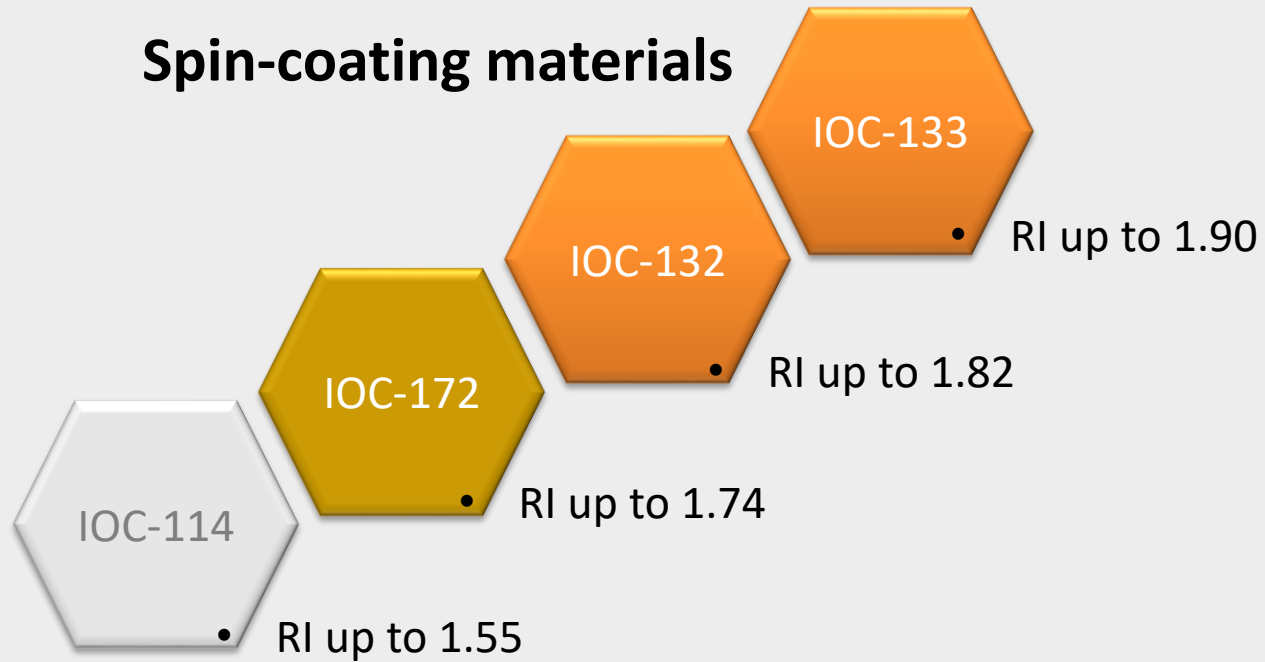 Spin-coating materials
IOC-133
• RI up to 1.90
IOC-132
• RI up to 1.82
IOC-172
• RI up to 1.74
IOC-114
• RI up to 1.55